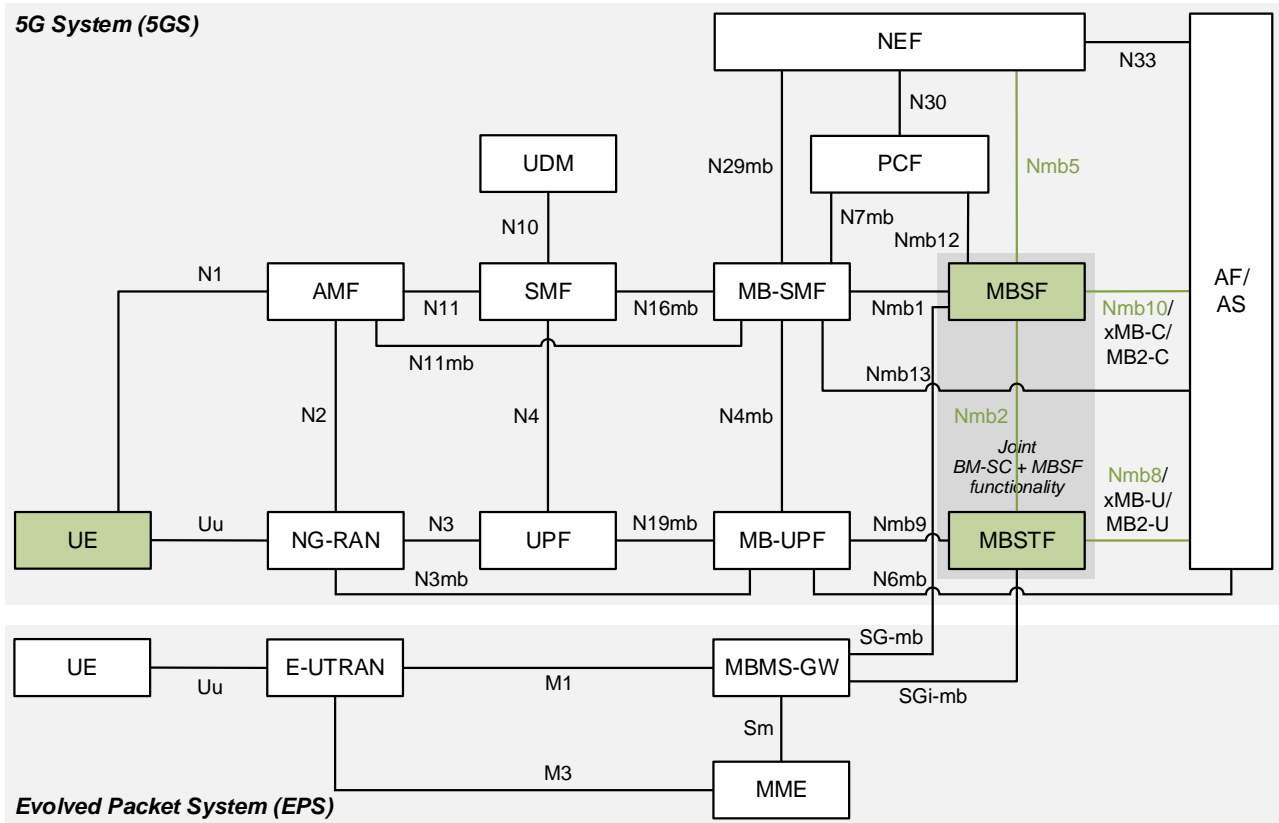 5G System (5GS)
NEF
N33
N30
UDM
N29mb
PCF
Nmb5
N7mb
N10
Nmb12
N1
AMF
N11
SMF
N16mb
MB-SMF
Nmb1
MBSF
AF/
AS
Nmb10/
xMB-C/
MB2-C
N11mb
Nmb13
N2
N4
N4mb
Nmb2
Joint
BM-SC + MBSF
functionality
Nmb8/
xMB-U/
MB2-U
UE
Uu
NG-RAN
N3
UPF
N19mb
MB-UPF
Nmb9
MBSTF
N3mb
N6mb
SG-mb
UE
Uu
E-UTRAN
M1
MBMS-GW
SGi-mb
Sm
M3
MME
Evolved Packet System (EPS)